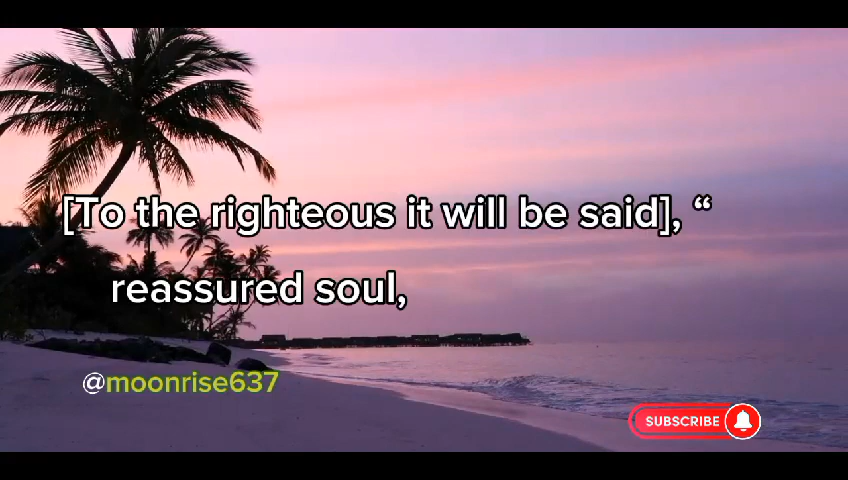 [To the righteous it will be said], “
reassured soul,
@moonrise637
SUBSCRIBE